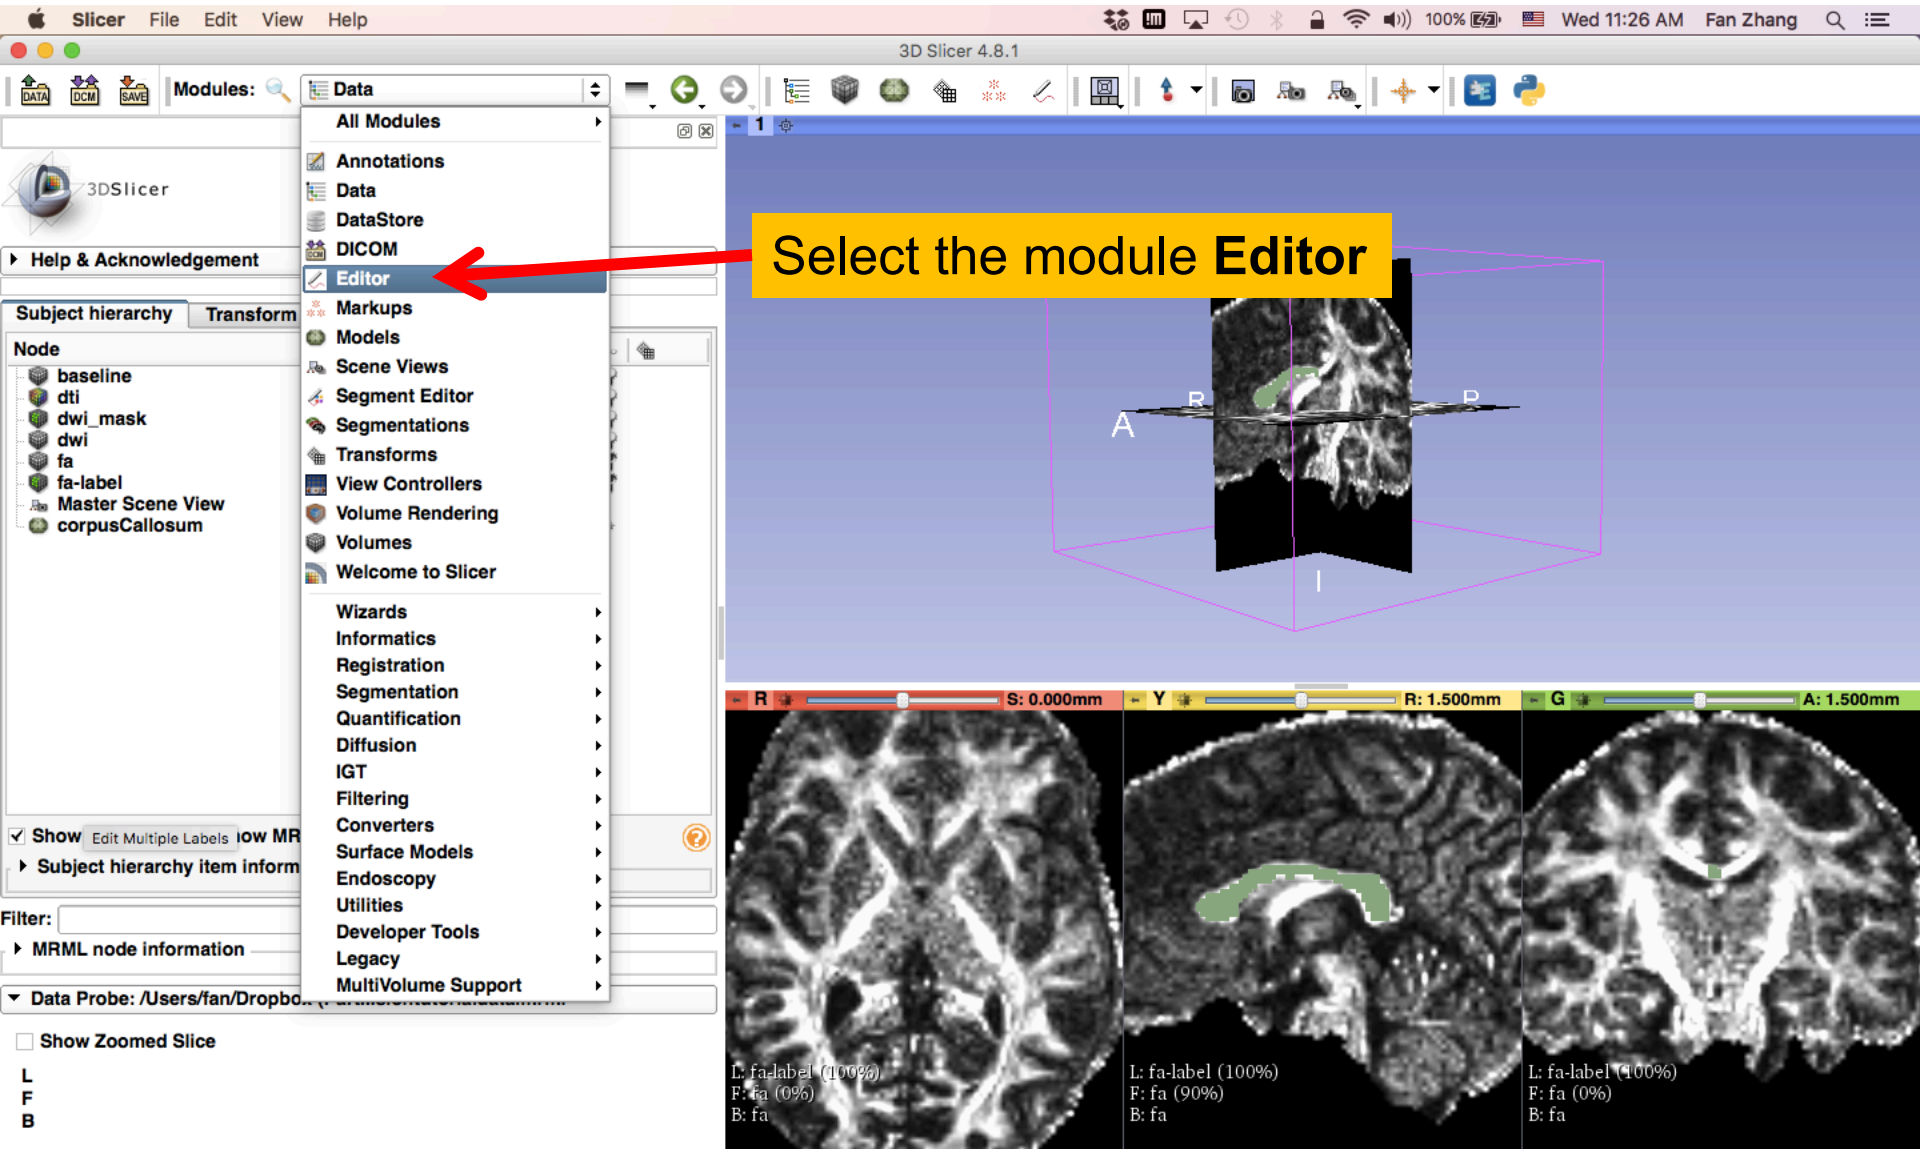 Slicer File Edit View Help 100% Wed 11:26 AM Fan Zhang
3D Slicer 4.8.1
DATA DCM SAVE Modules: Data
All Modules
1
Annotations
Data
DataStore
DICOM
Editor
Markups
Models
Scene Views
Segment Editor
Segmentations
Transforms
View Controllers
Volume Rendering
Volumes
Welcome to Slicer
Wizards
Informatics
Registration
Segmentation
Quantification
Diffusion
IGT
Filtering
Converters
Surface Models
Endoscopy
Utilities
Developer Tools
Legacy
MultiVolume Support
3DSlicer
Help & Acknowledgement
Subject hierarchy Transform
Node
baseline
dti
dwi_mask
dwi
fa
fa-label
Master Scene View
corpusCallosum
Show Edit Multiple Labels ow MR
Subject hierarchy item inform
Filter:
MRML node information
Data Probe: /Users/fan/Dropbox
Show Zoomed Slice
L
F
B
Select the module Editor
R P
A
I
R S: 0.000mm
Y R: 1.500mm
G A: 1.500mm
L: fa-label (100%)
F: fa (0%)
B: fa
L: fa-label (100%)
F: fa (90%)
B: fa
L: fa-label (100%)
F: fa (0%)
B: fa